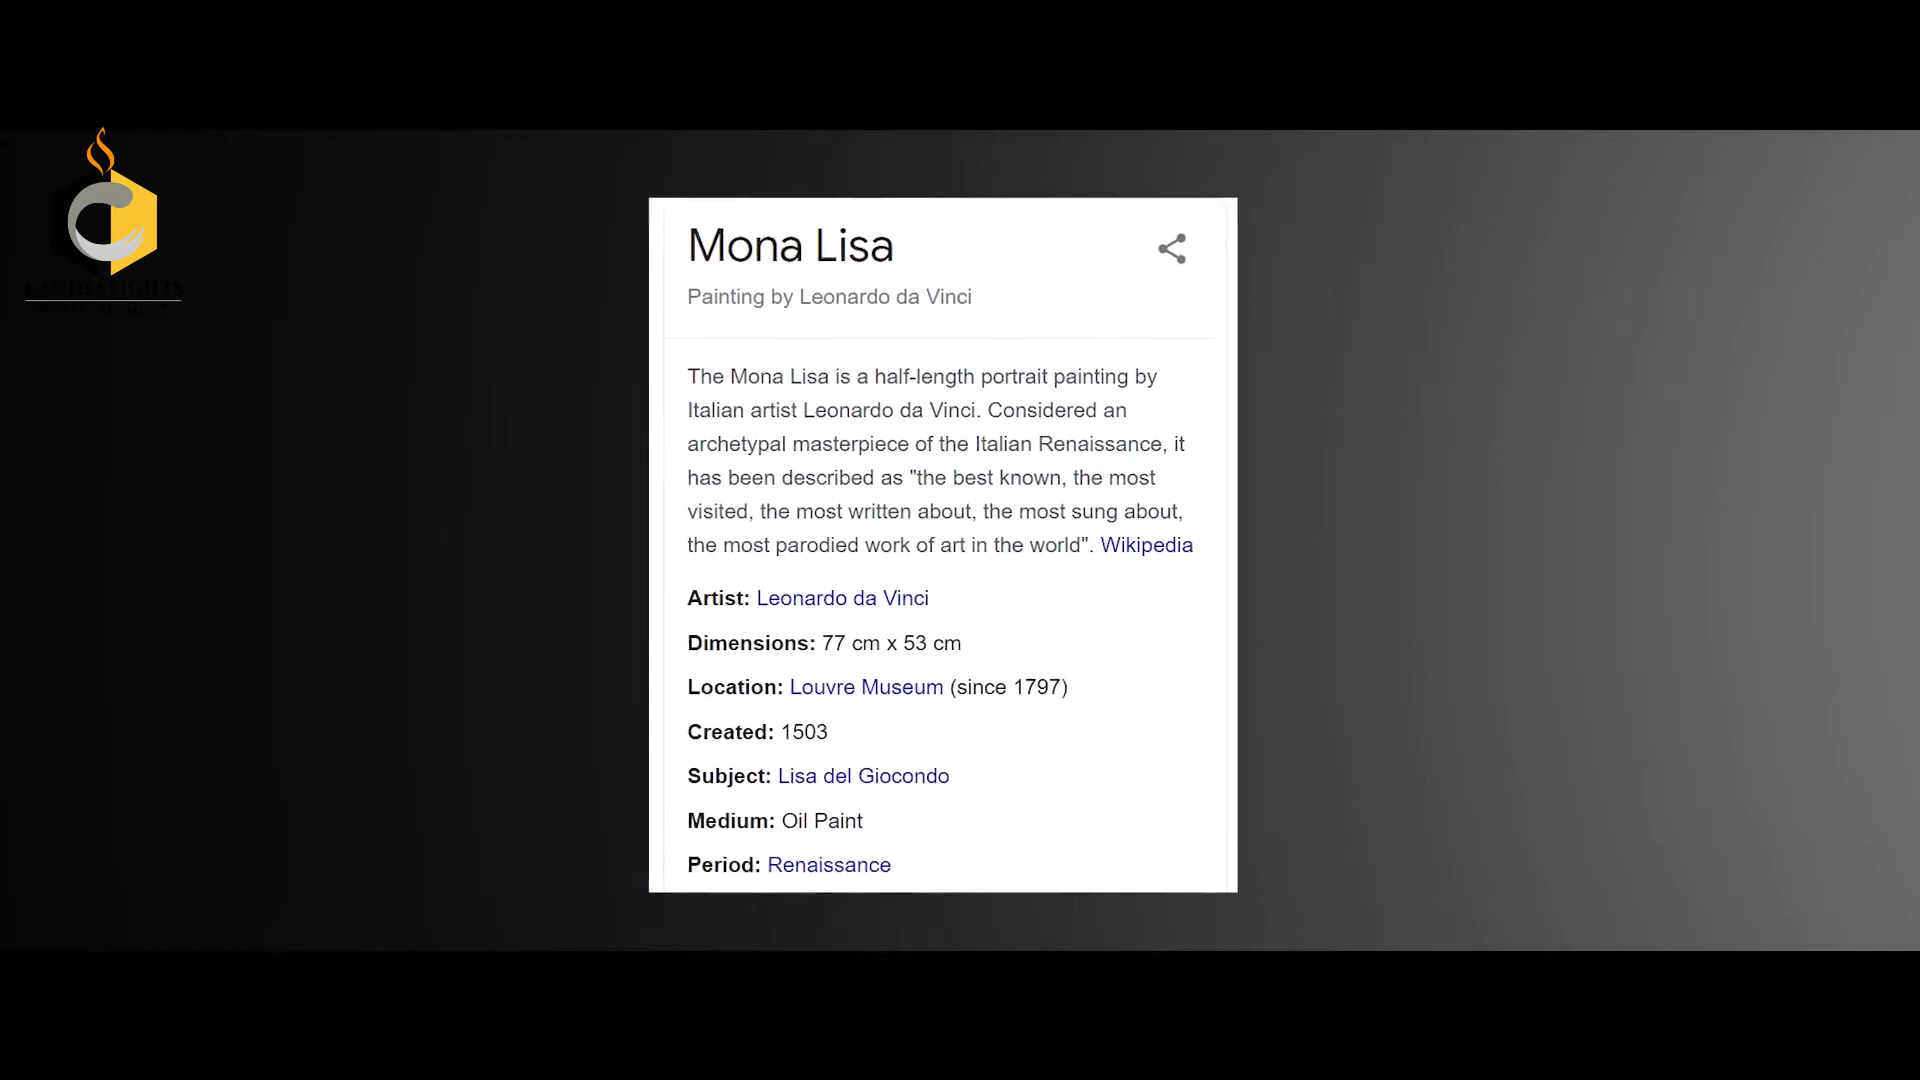 Mona Lisa
Painting by Leonardo da Vinci
The Mona Lisa is a half-length portrait painting by
Italian artist Leonardo da Vinci. Considered an
archetypal masterpiece of the Italian Renaissance, it
has been described as "the best known, the most
visited, the most written about, the most sung about,
the most parodied work of art in the world". Wikipedia
Artist: Leonardo da Vinci
Dimensions: 77 cm x 53 cm
Location: Louvre Museum (since 1797)
Created: 1503
Subject: Lisa del Giocondo
Medium: Oil Paint
Period: Renaissance